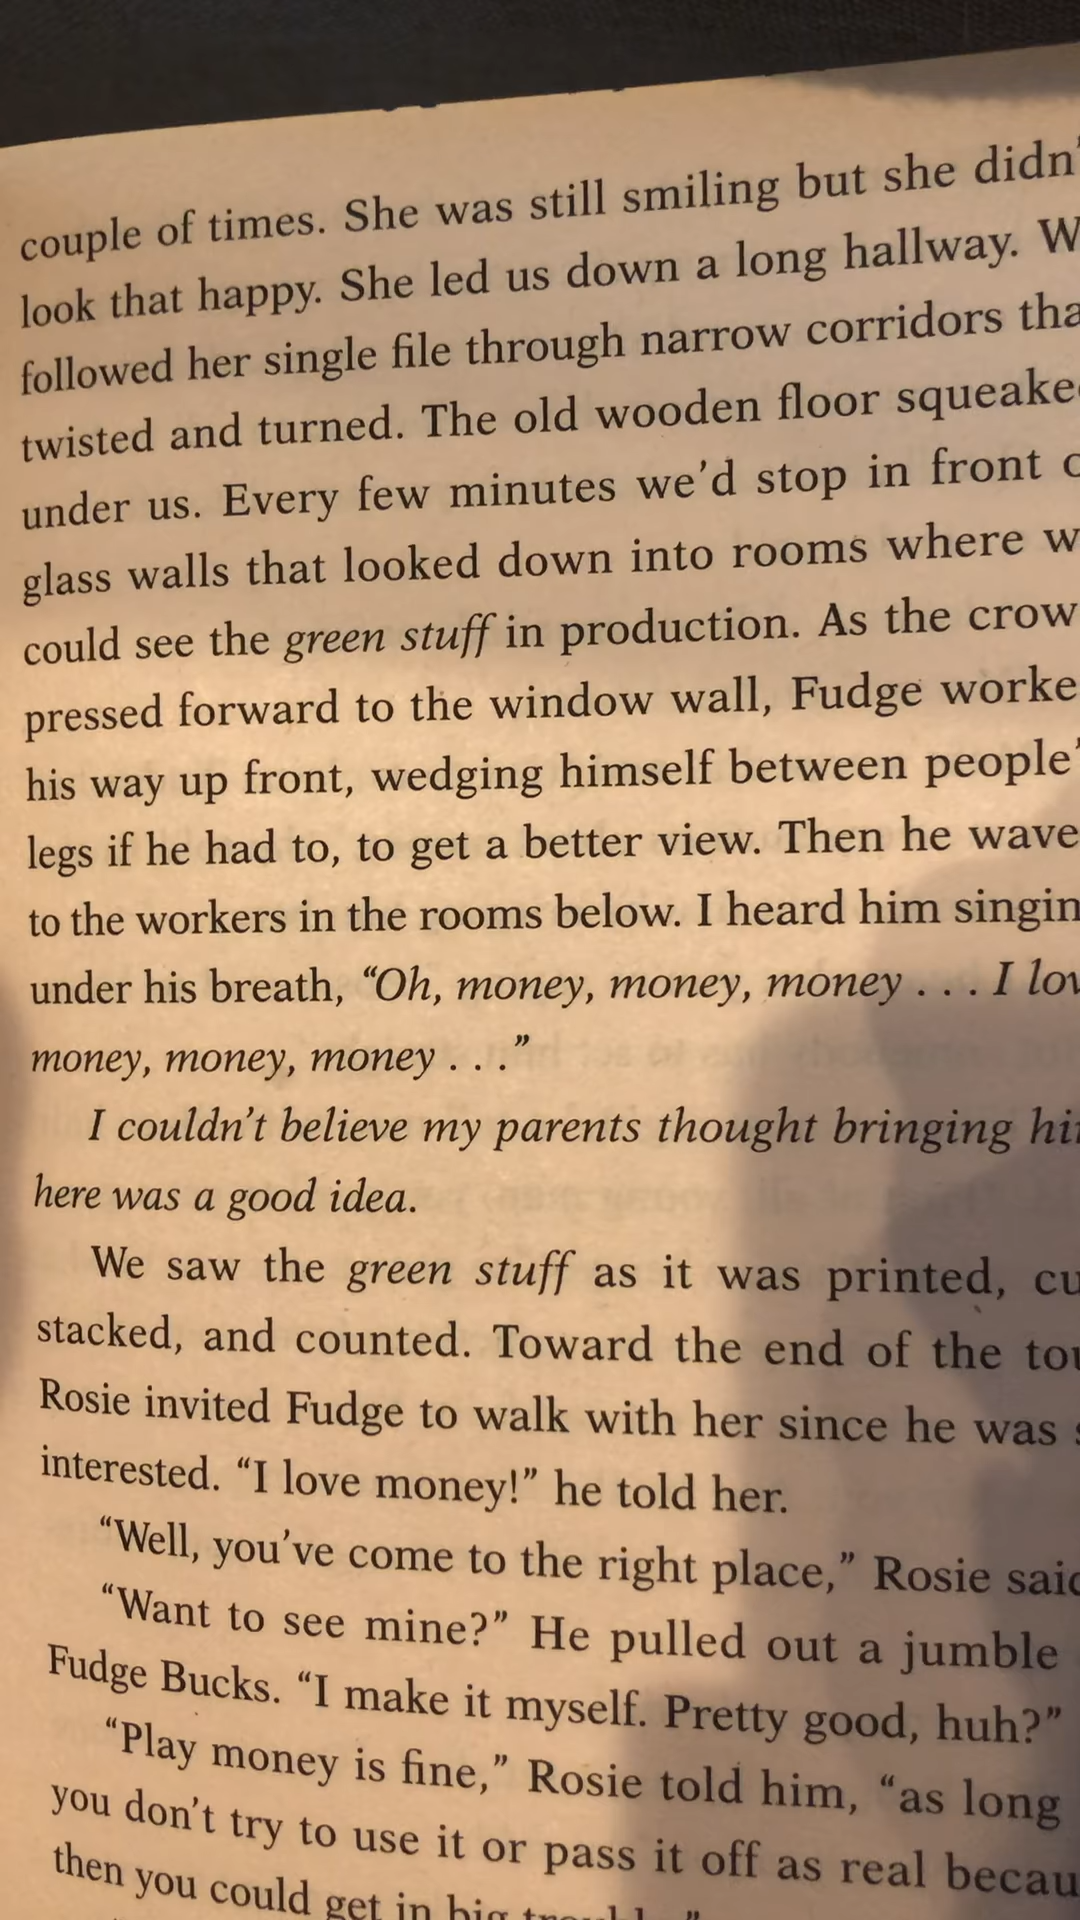 couple of times. She was still smiling but she didn'
look that happy. She led us down a long hallway. W
followed her single file through narrow corridors tha
twisted and turned. The old wooden floor squeake
under us. Every few minutes we'd stop in front o
glass walls that looked down into rooms where w
could see the green stuff in production. As the crow
pressed forward to the window wall, Fudge worke
his way up front, wedging himself between people'
legs if he had to, to get a better view. Then he wave
to the workers in the rooms below. I heard him singin
under his breath, “Oh, money, money, money . . . I lov
money, money, money . . .”
I couldn't believe my parents thought bringing hi
here was a good idea.
We saw the green stuff as it was printed, cu
stacked, and counted. Toward the end of the tou
Rosie invited Fudge to walk with her since he was s
interested. “I love money!” he told her.
“Well, you've come to the right place,” Rosie said
“Want to see mine?” He pulled out a jumble
Fudge Bucks. “I make it myself. Pretty good, huh?”
“Play money is fine,” Rosie told him, “as long
you don't try to use it or pass it off as real becau
then you could get in big trouble.”